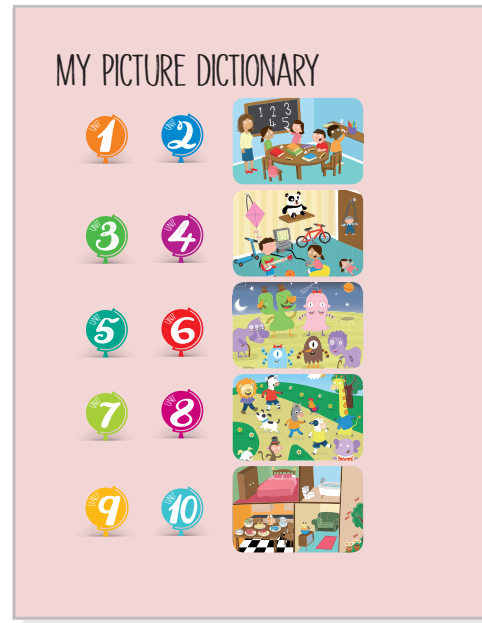 MY PICTURE DICTIONARY
UNIT 1 UNIT 2
1 2 3
4 5
UNIT 3 UNIT 4
UNIT 5 UNIT 6
UNIT 7 UNIT 8
UNIT 9 UNIT 10